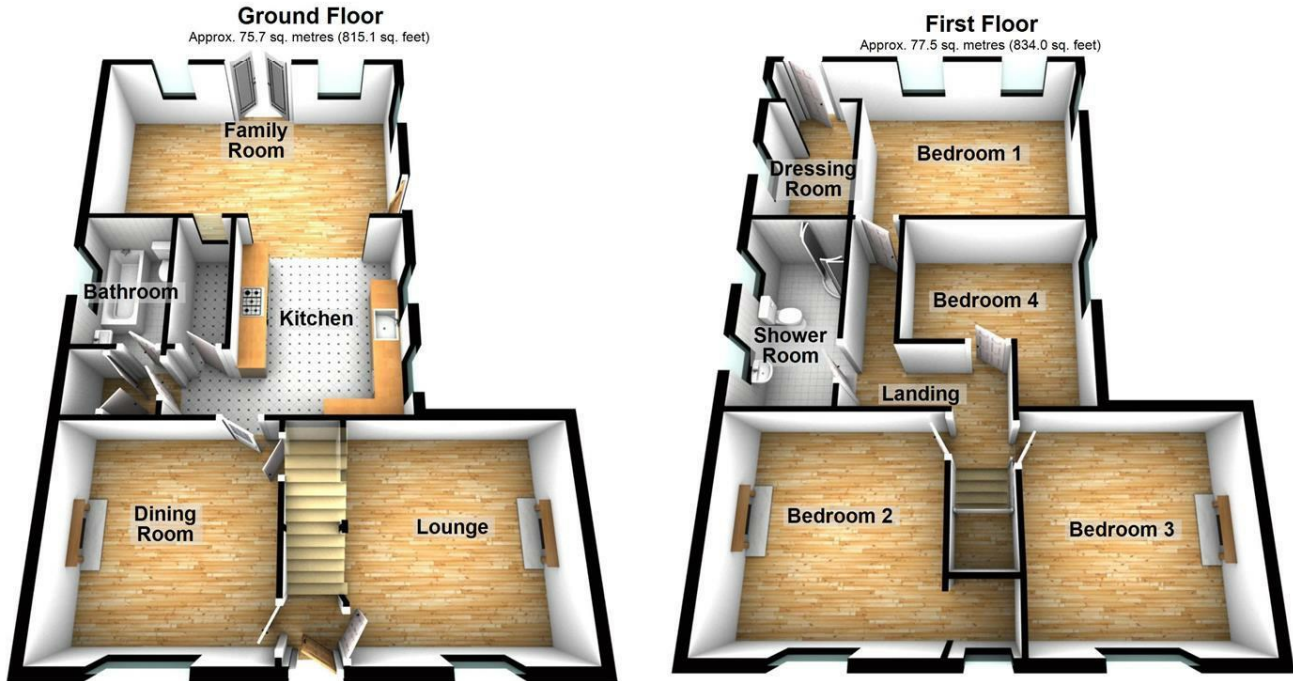 Ground Floor
Approx. 75.7 sq. metres (815.1 sq. feet)
Family
Room
Bathroom
Kitchen
Dining
Room
Lounge
First Floor
Approx. 77.5 sq. metres (834.0 sq. feet)
Bedroom 1
Dressing
Room
Bedroom 4
Shower
Room
Landing
Bedroom 2
Bedroom 3